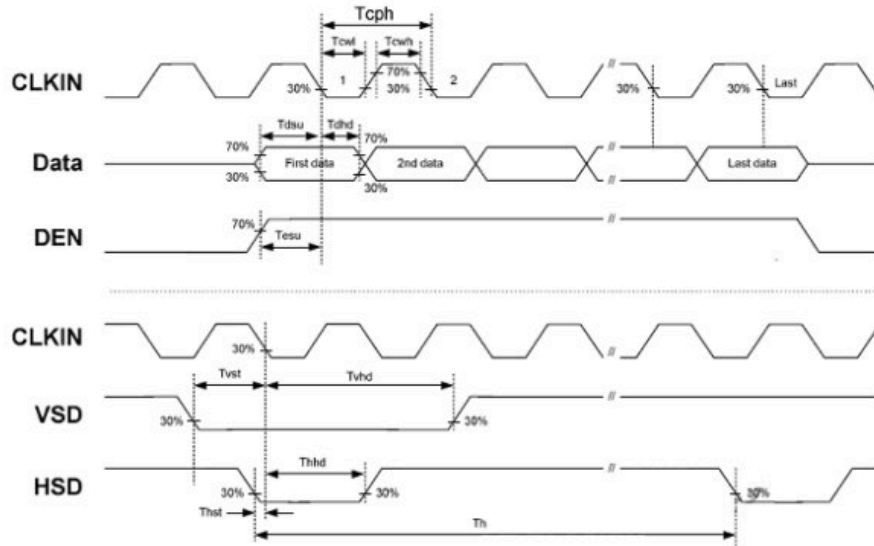 Tcph
Tcwl Tcwh
CLKIN 30% 1 70% 30% 2 // 30% 30% Last
Tdsu Tdhd
70% 70%
Data First data 2nd data // Last data
30% 30%
DEN 70% //
Tesu
CLKIN 30% //
Tvst Tvhd
VSD 30% 30% //
Thhd
HSD 30% 30% // 30%
Thst
Th